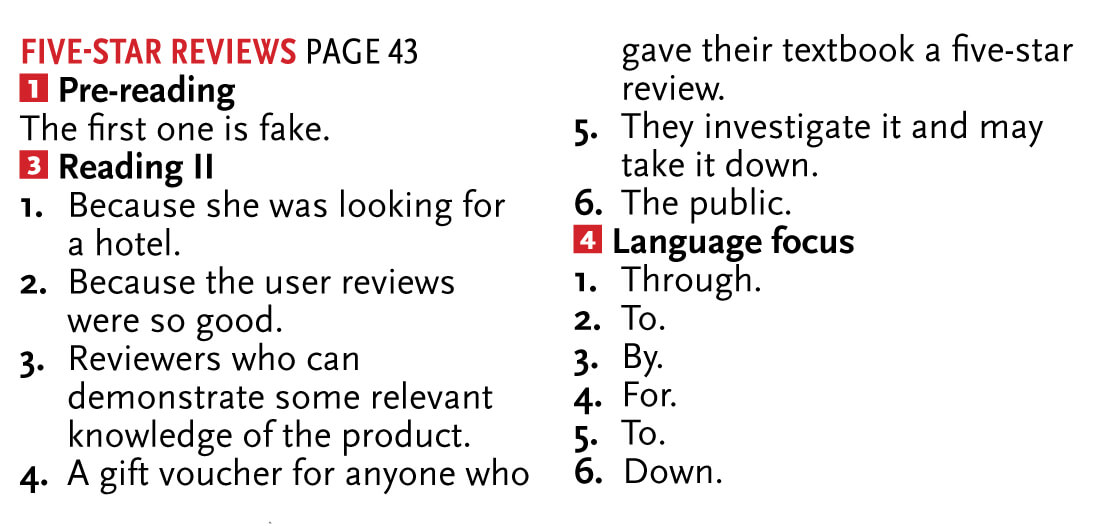 FIVE-STAR REVIEWS PAGE 43
1 Pre-reading
The first one is fake.
3 Reading II
1. Because she was looking for
a hotel.
2. Because the user reviews
were so good.
3. Reviewers who can
demonstrate some relevant
knowledge of the product.
4. A gift voucher for anyone who
gave their textbook a five-star
review.
5. They investigate it and may
take it down.
6. The public.
4 Language focus
1. Through.
2. To.
3. By.
4. For.
5. To.
6. Down.